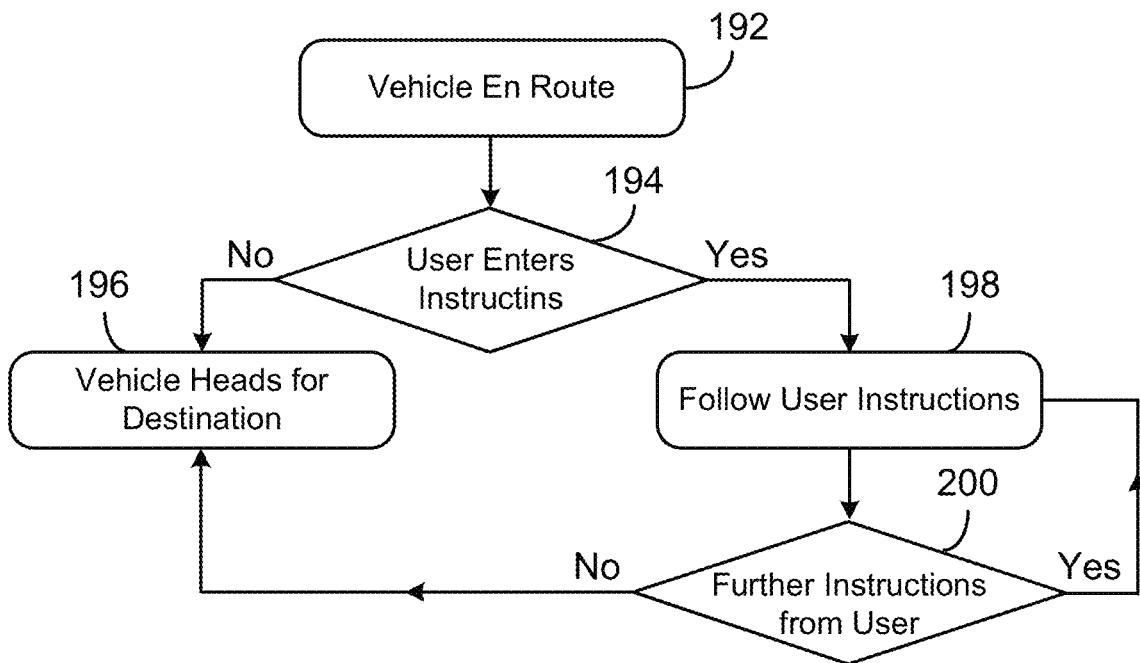 192
Vehicle En Route
194
No
User Enters
Instructins
Yes
196
198
Vehicle Heads for
Destination
Follow User Instructions
200
No
Further Instructions
from User
Yes